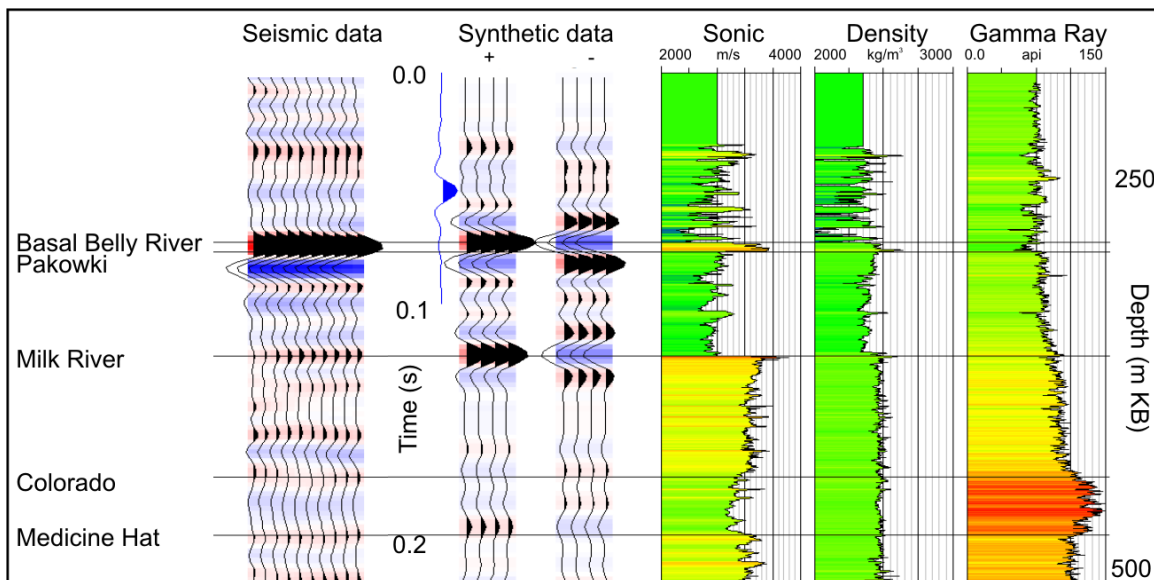 Seismic data
Synthetic data
Sonic
Density
Gamma Ray
+
-
2000 m/s 4000
2000 kg/m³ 3000
0.0 api 150
0.0
250
Basal Belly River
Pakowki
0.1
Milk River
Time (s)
Depth (m KB)
Colorado
Medicine Hat
0.2
500